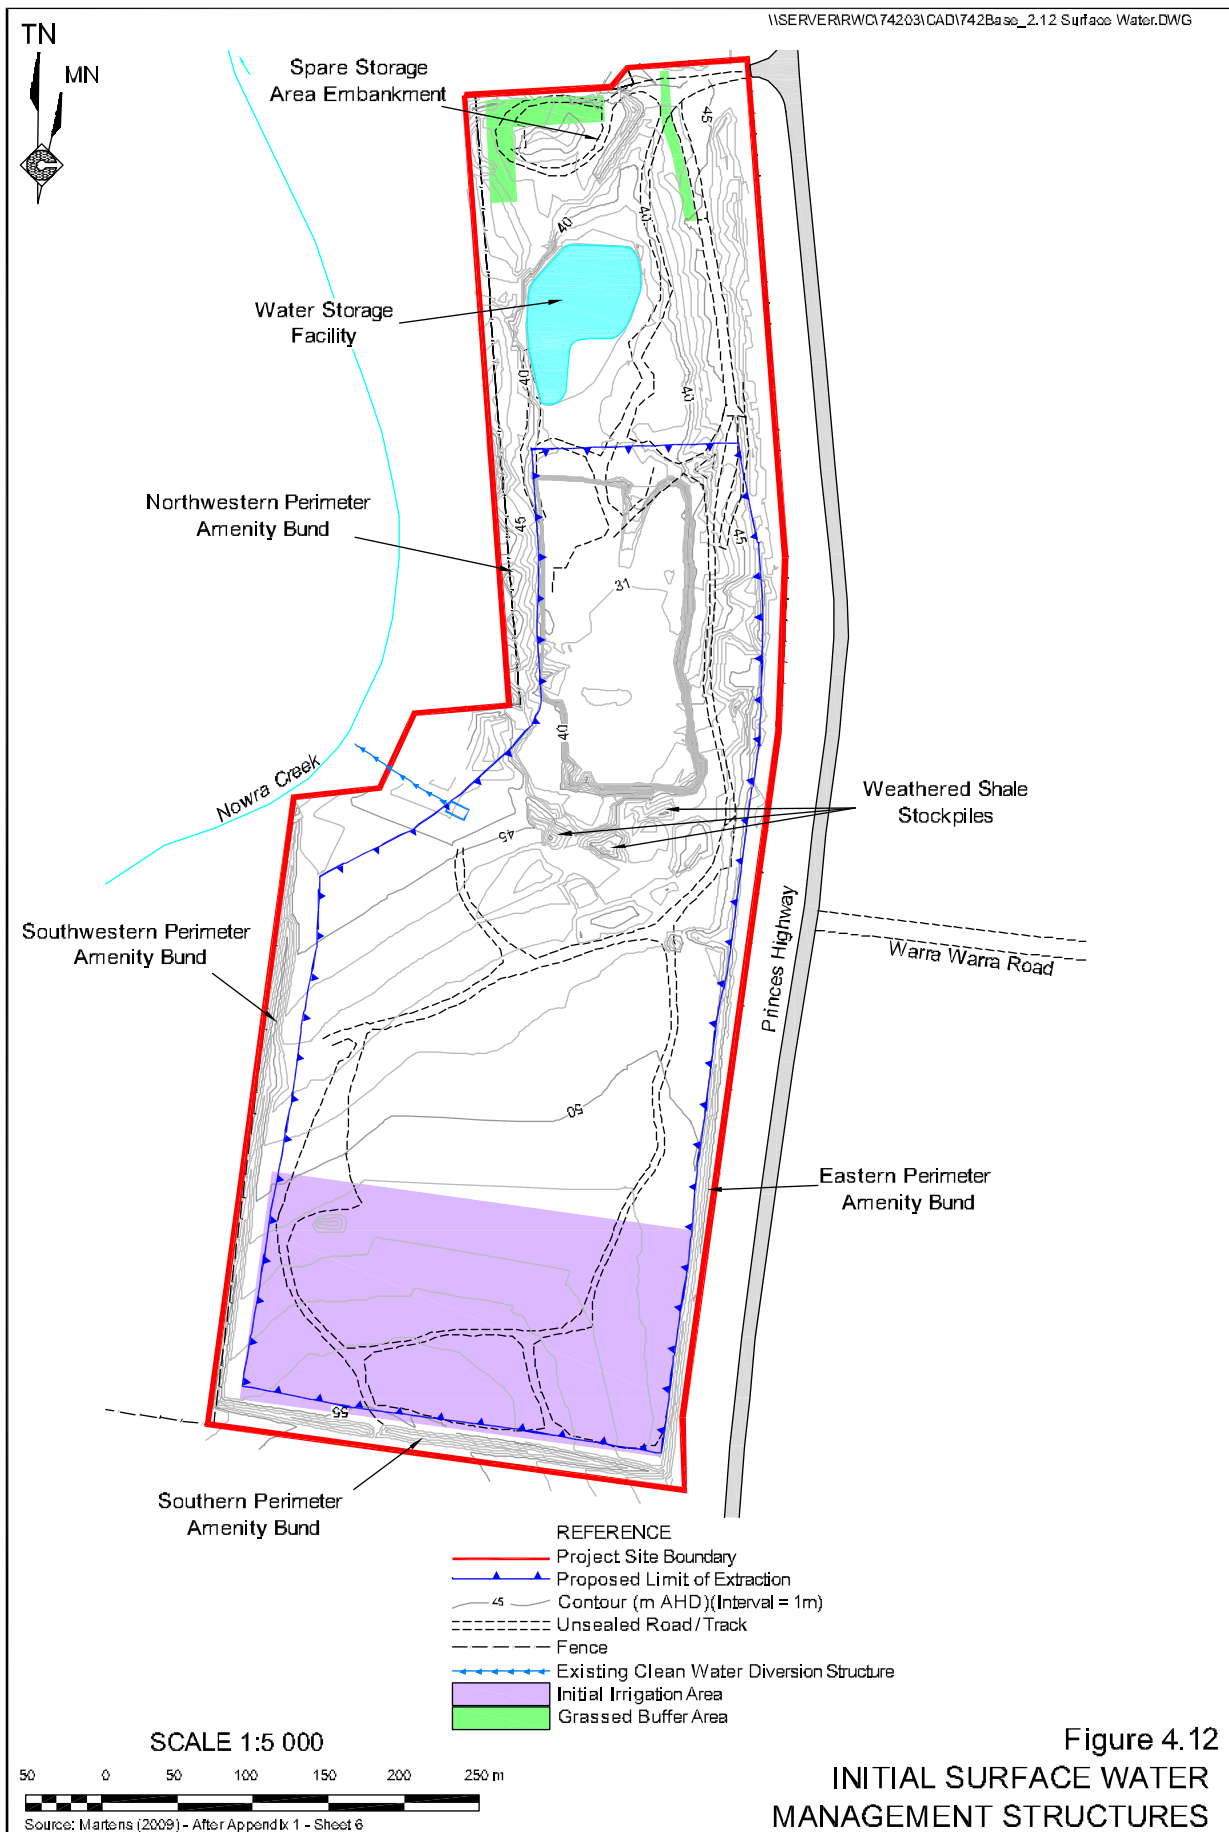 \\SERVER\RWC\74203\CAD\742Base_2.12 Surface Water.DWG
TN
MN
Spare Storage
Area Embankment
45
40
40
Water Storage
Facility
40
40
Northwestern Perimeter
Amenity Bund
45
45
31
40
Nowra Creek
Weathered Shale
Stockpiles
45
Princes Highway
Warra Warra Road
Southwestern Perimeter
Amenity Bund
50
Eastern Perimeter
Amenity Bund
55
Southern Perimeter
Amenity Bund
REFERENCE
Project Site Boundary
Proposed Limit of Extraction
45
Contour (m AHD)(Interval = 1m)
Unsealed Road/Track
Fence
Existing Clean Water Diversion Structure
Initial Irrigation Area
Grassed Buffer Area
SCALE 1:5 000
50 0 50 100 150 200 250 m
Source: Martens (2009) - After Appendix 1 - Sheet 6
Figure 4.12
INITIAL SURFACE WATER
MANAGEMENT STRUCTURES